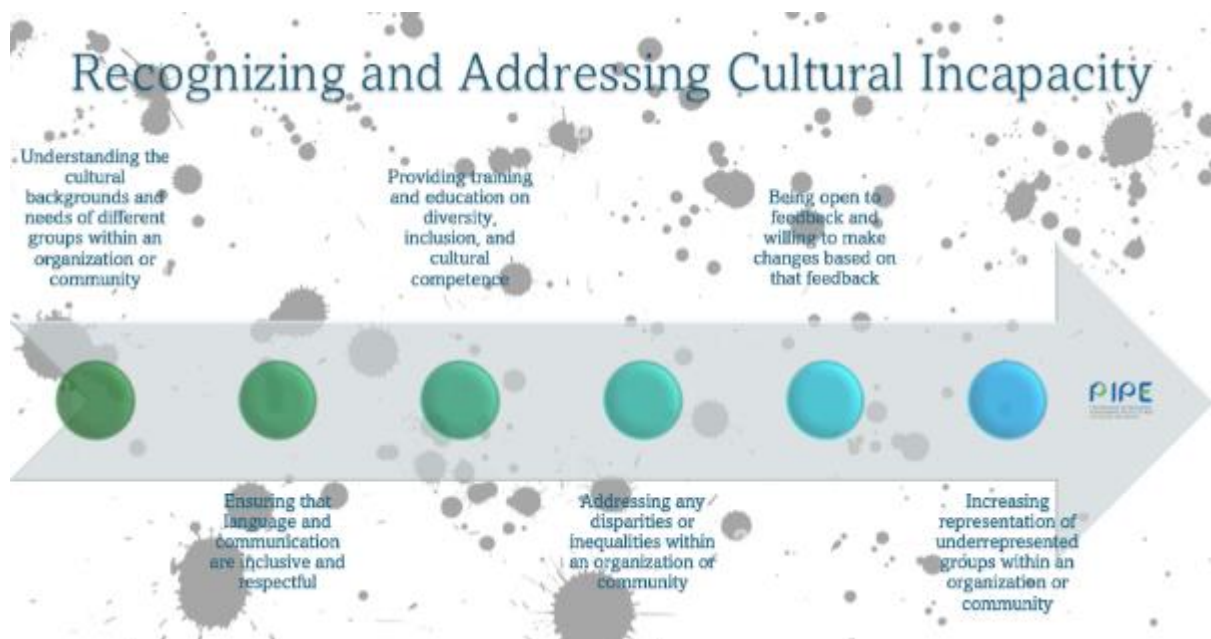 Recognizing and Addressing Cultural Incapacity
Understanding the
cultural
backgrounds and
needs of different
groups within an
organization or
community
Ensuring that
language and
communication
are inclusive and
respectful
Providing training
and education on
diversity,
inclusion, and
cultural
competence
Addressing any
disparities or
inequalities within
an organization or
community
Being open to
feedback and
willing to make
changes based on
that feedback
Increasing
representation of
underrepresented
groups within an
organization or
community
PIPE